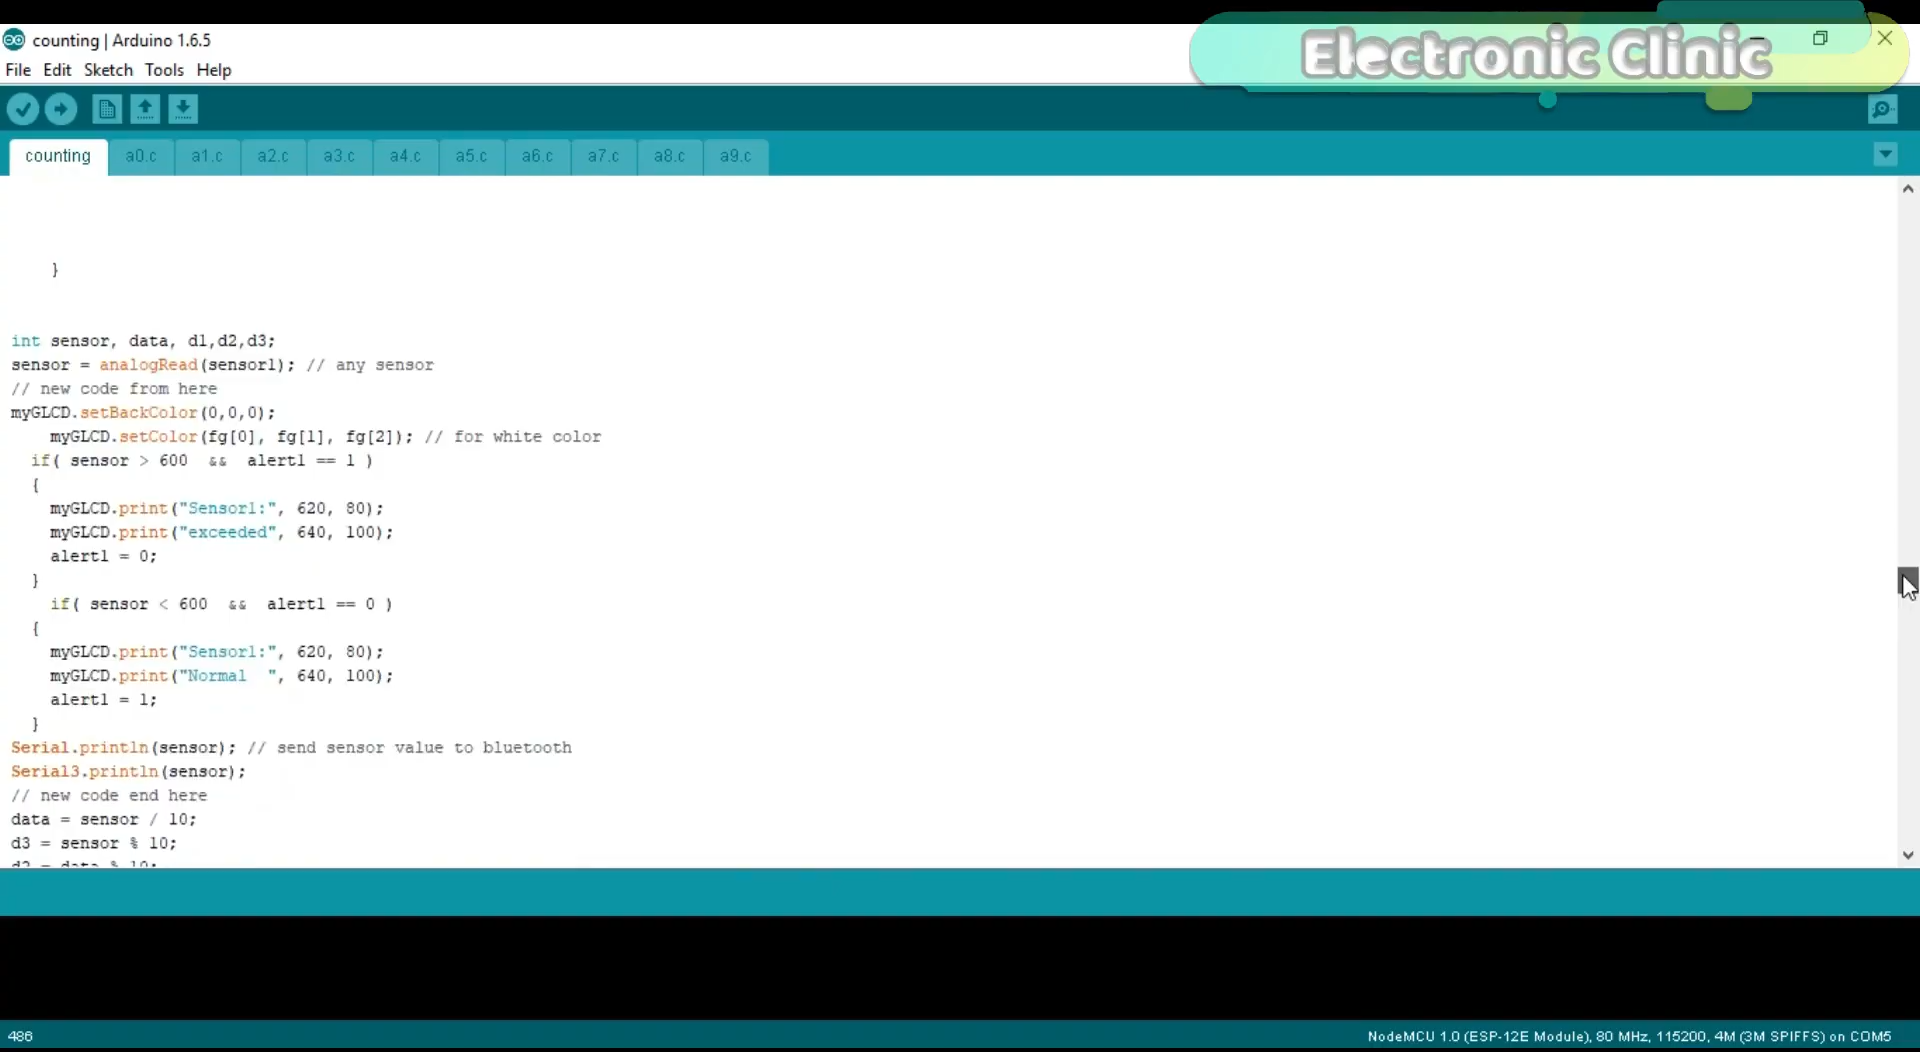 Electronic Clinic
counting | Arduino 1.6.5
File Edit Sketch Tools Help
counting a0.c a1.c a2.c a3.c a4.c a5.c a6.c a7.c a8.c a9.c
}
int sensor, data, d1,d2,d3;
sensor = analogRead(sensor1); // any sensor
// new code from here
myGLCD.setBackColor(0,0,0);
myGLCD.setColor(fg[0], fg[1], fg[2]); // for white color
if( sensor > 600 && alert1 == 1 )
{
myGLCD.print("Sensor1:", 620, 80);
myGLCD.print("exceeded", 640, 100);
alert1 = 0;
}
if( sensor < 600 && alert1 == 0 )
{
myGLCD.print("Sensor1:", 620, 80);
myGLCD.print("Normal  ", 640, 100);
alert1 = 1;
}
Serial.println(sensor); // send sensor value to bluetooth
Serial3.println(sensor);
// new code end here
data = sensor / 10;
d3 = sensor % 10;
d2 = data % 10;
486
NodeMCU 1.0 (ESP-12E Module), 80 MHz, 115200, 4M (3M SPIFFS) on COM5